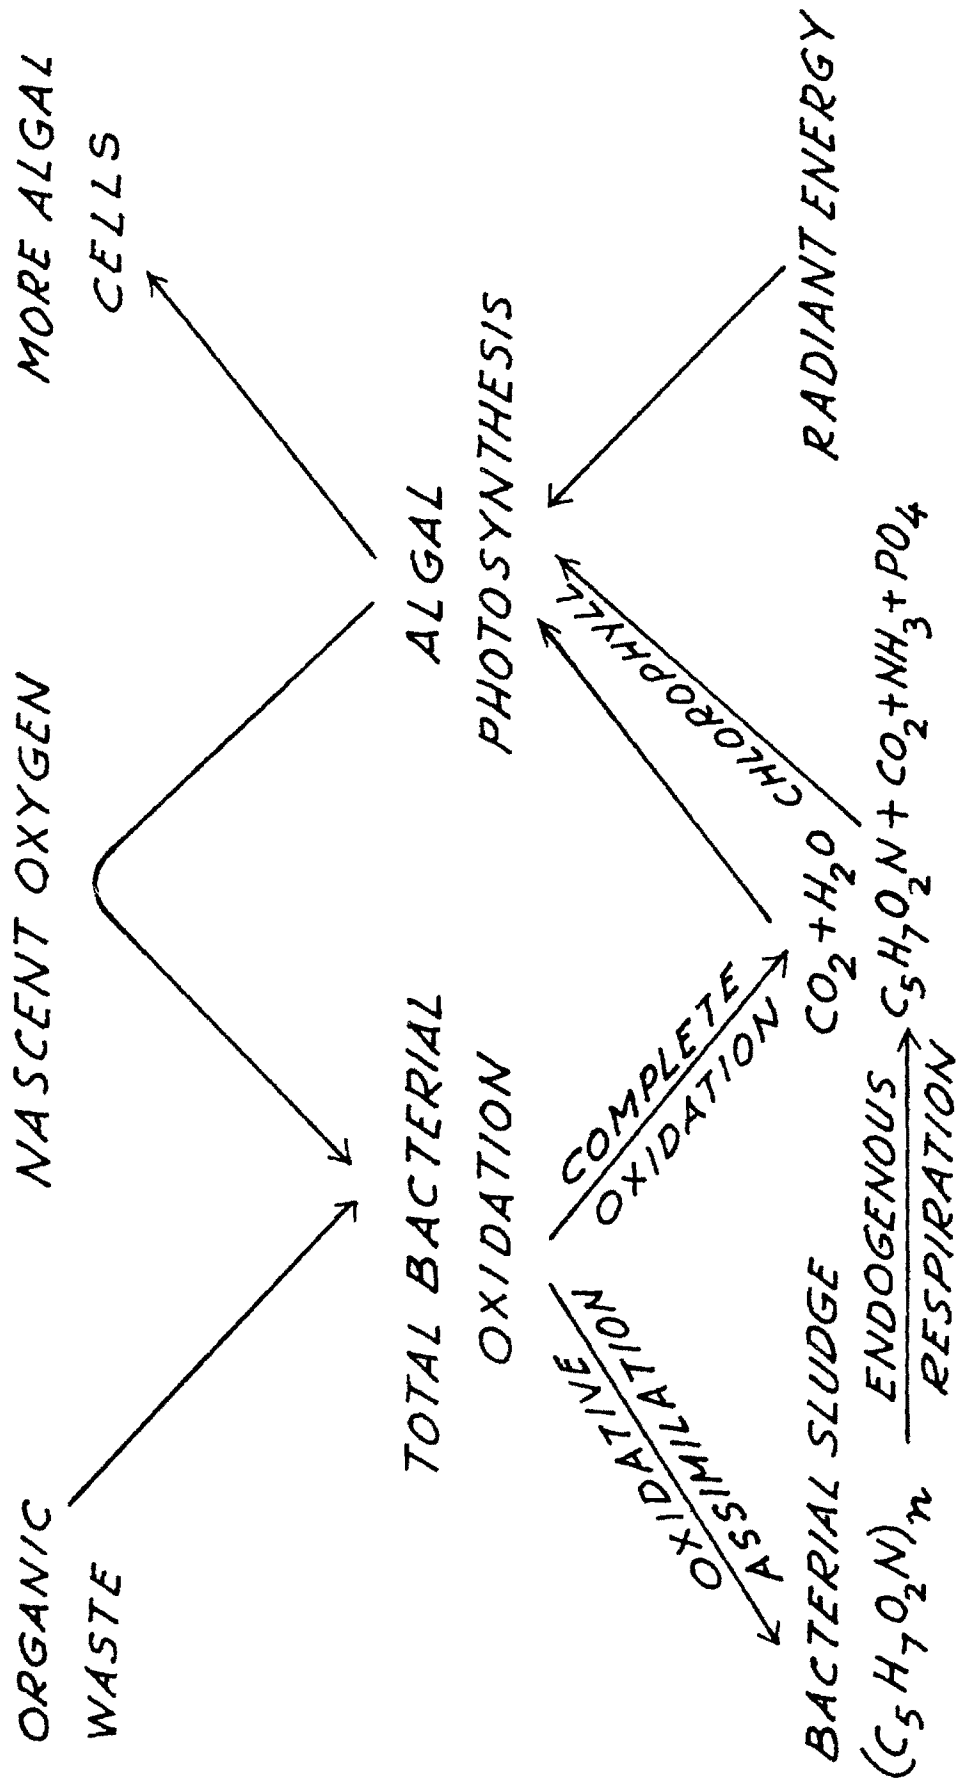 ORGANIC
WASTE
NASCENT OXYGEN
MORE ALGAL
CELLS
TOTAL BACTERIAL
OXIDATION
ALGAL
PHOTOSYNTHESIS
OXIDATIVE
ASSIMILATION
COMPLETE
OXIDATION
CHLOROPHYLL
BACTERIAL SLUDGE
CO₂ + H₂O
RADIANT ENERGY
(C₅H₇O₂N)ₙ
ENDOGENOUS
RESPIRATION
C₅H₇O₂N + CO₂ + NH₃ + PO₄